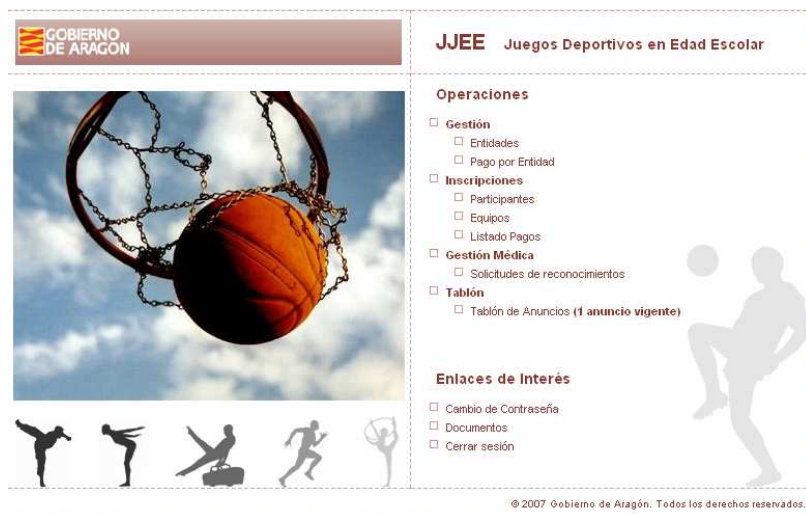 GOBIERNO
DE ARAGON
JJEE Juegos Deportivos en Edad Escolar
Operaciones
Gestión
Entidades
Pago por Entidad
Inscripciones
Participantes
Equipos
Listado Pagos
Gestión Médica
Solicitudes de reconocimientos
Tablón
Tablón de Anuncios (1 anuncio vigente)
Enlaces de Interés
Cambio de Contraseña
Documentos
Cerrar sesión
© 2007 Gobierno de Aragón. Todos los derechos reservados.